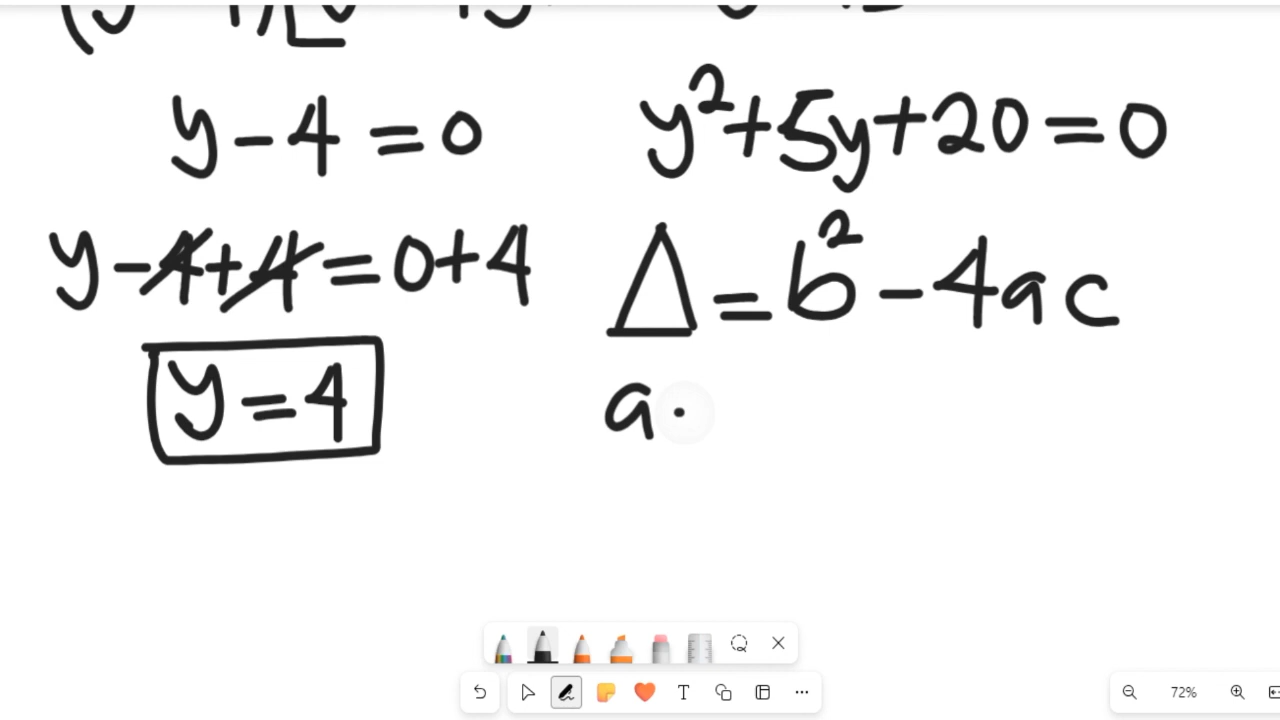 y-4=0
y²+5y+20=0
y-4+4=0+4
Δ=b²-4ac
y=4
a
72%